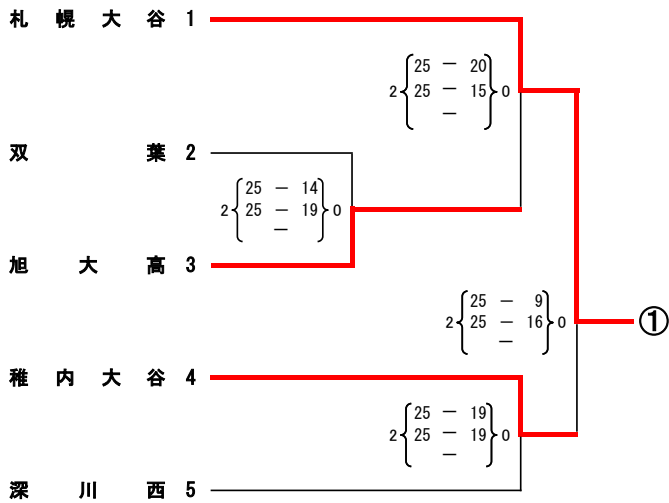 札幌大谷 1
25 － 20
2 25 － 15 0
－
双葉 2
25 － 14
2 25 － 19 0
－
旭大高 3
25 － 9
2 25 － 16 0
－
①
稚内大谷 4
25 － 19
2 25 － 19 0
－
深川西 5